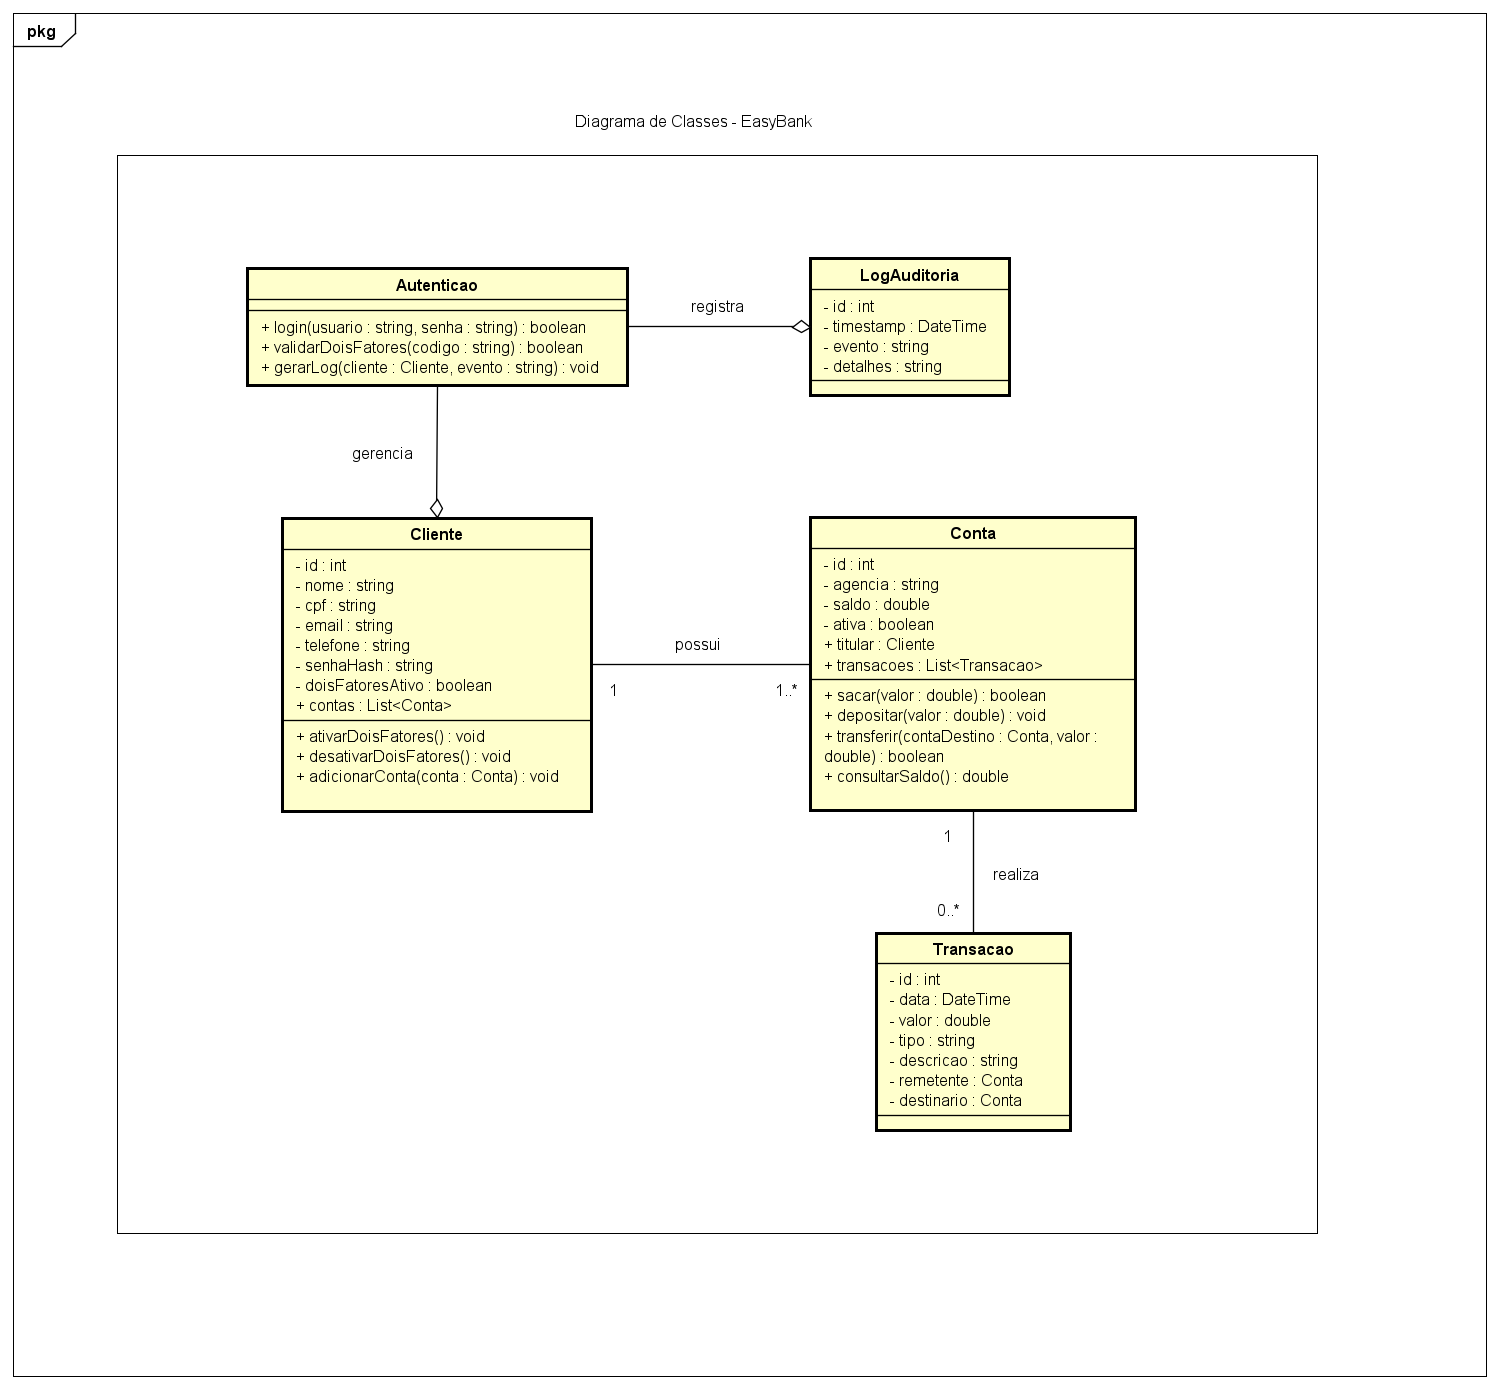 pkg
Diagrama de Classes - EasyBank
Autenticao
+ login(usuario : string, senha : string) : boolean
+ validarDoisFatores(codigo : string) : boolean
+ gerarLog(cliente : Cliente, evento : string) : void
registra
LogAuditoria
- id : int
- timestamp : DateTime
- evento : string
- detalhes : string
gerencia
Cliente
- id : int
- nome : string
- cpf : string
- email : string
- telefone : string
- senhaHash : string
- doisFatoresAtivo : boolean
+ contas : List<Conta>
+ ativarDoisFatores() : void
+ desativarDoisFatores() : void
+ adicionarConta(conta : Conta) : void
possui
1
1..*
Conta
- id : int
- agencia : string
- saldo : double
- ativa : boolean
+ titular : Cliente
+ transacoes : List<Transacao>
+ sacar(valor : double) : boolean
+ depositar(valor : double) : void
+ transferir(contaDestino : Conta, valor :
double) : boolean
+ consultarSaldo() : double
1
realiza
0..*
Transacao
- id : int
- data : DateTime
- valor : double
- tipo : string
- descricao : string
- remetente : Conta
- destinario : Conta